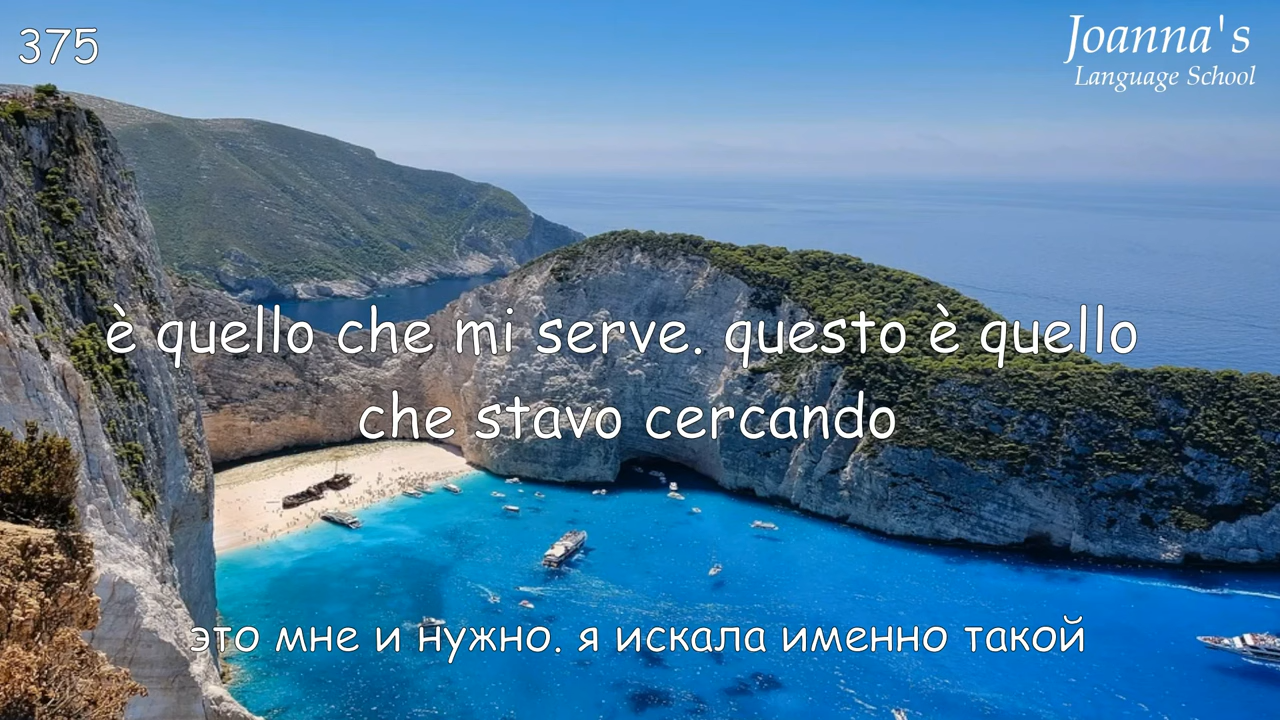 375
Joanna's
Language School
è quello che mi serve. questo è quello
che stavo cercando
это мне и нужно. я искала именно такой